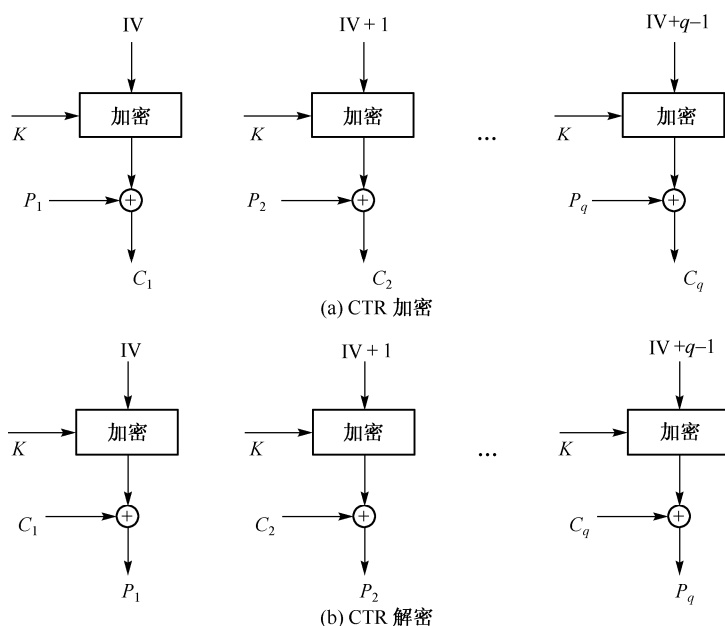 IV IV + 1 IV+q–1
加密 加密 加密
K K ... K
P1 P2 Pq
C1 C2 Cq
(a) CTR 加密
IV IV + 1 IV +q–1
加密 加密 加密
K K ... K
C1 C2 Cq
P1 P2 Pq
(b) CTR 解密